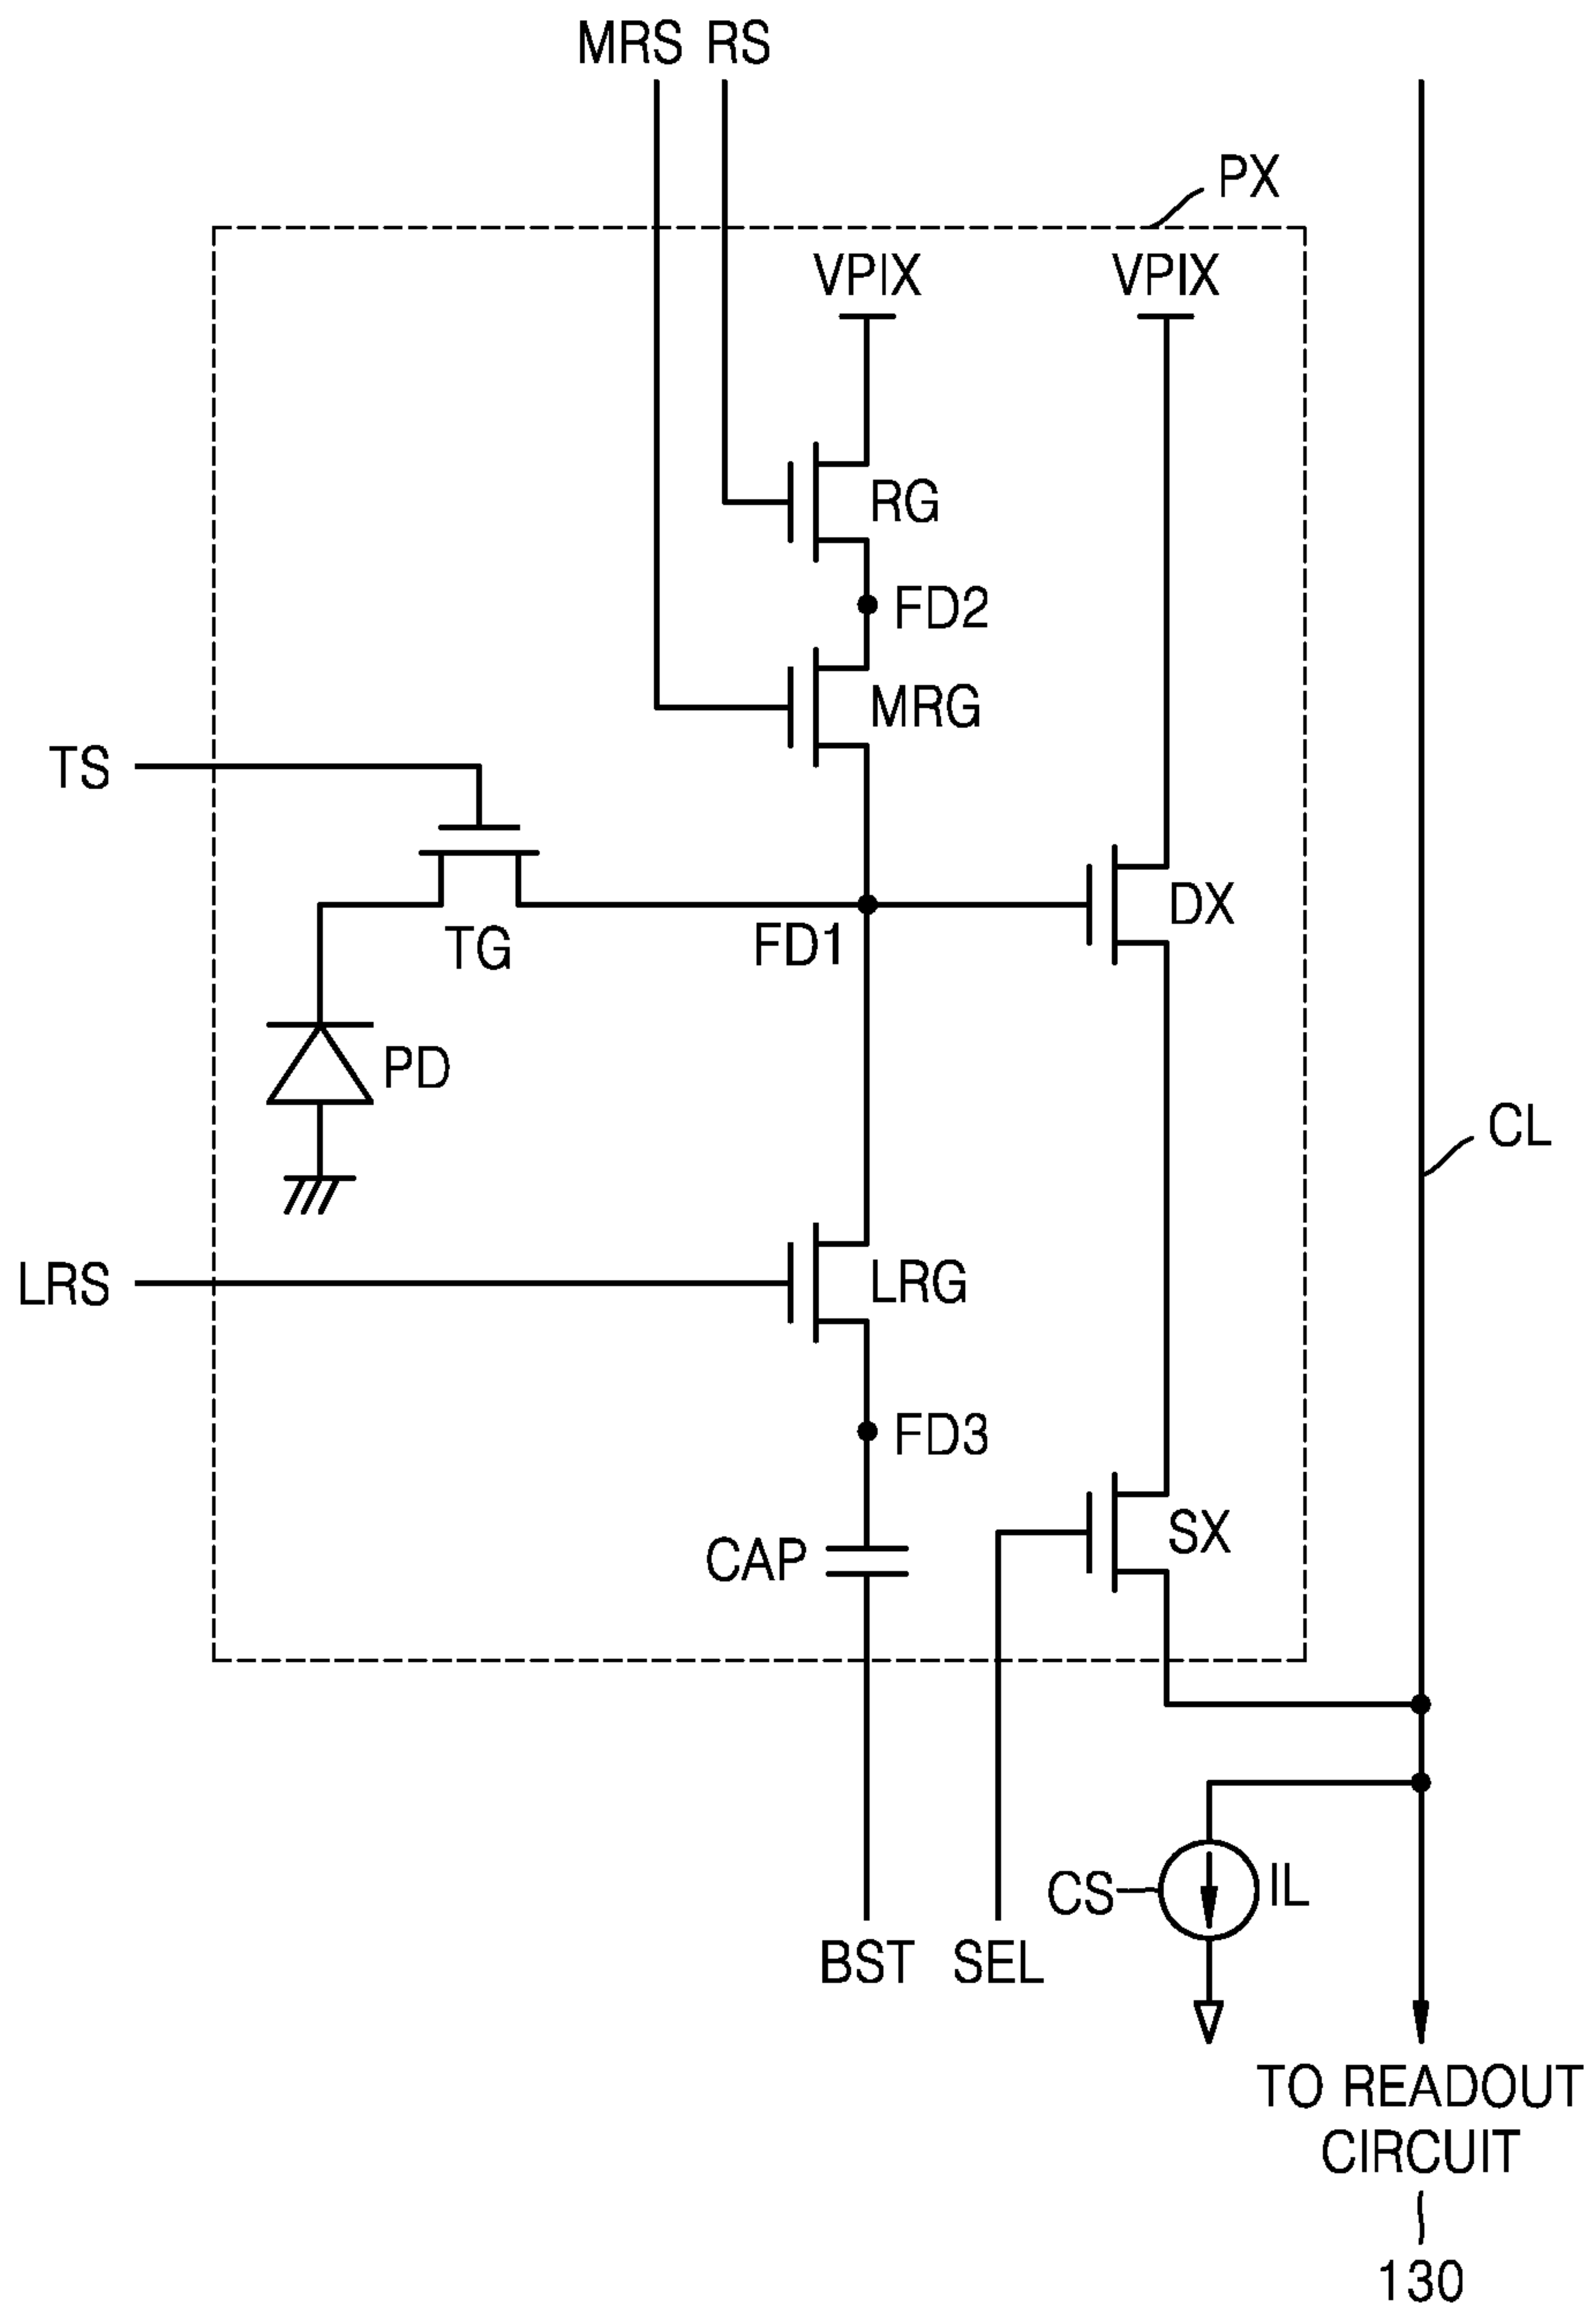 MRS RS
PX
VPIX VPIX
RG
FD2
MRG
TS
DX
TG
FD1
PD
CL
LRS
LRG
FD3
SX
CAP
CS
IL
BST SEL
TO READOUT
CIRCUIT
130